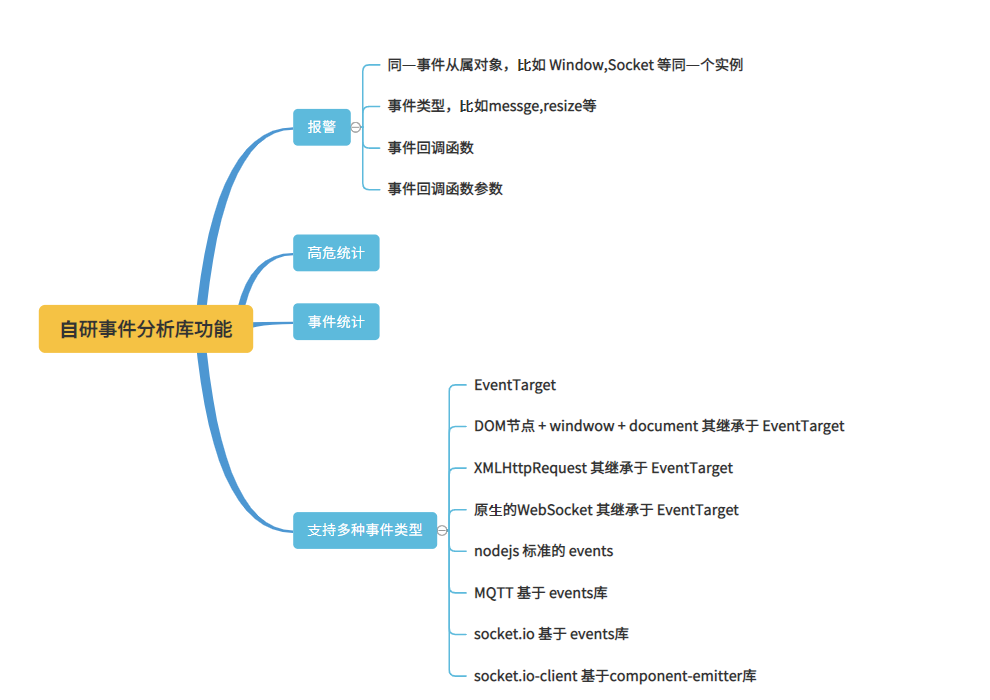 同一事件从属对象，比如 Window,Socket 等同一个实例
报警
事件类型，比如messge,resize等
事件回调函数
事件回调函数参数
高危统计
事件统计
自研事件分析库功能
支持多种事件类型
EventTarget
DOM节点 + windwow + document 其继承于 EventTarget
XMLHttpRequest 其继承于 EventTarget
原生的WebSocket 其继承于 EventTarget
nodejs 标准的 events
MQTT 基于 events库
socket.io 基于 events库
socket.io-client 基于component-emitter库